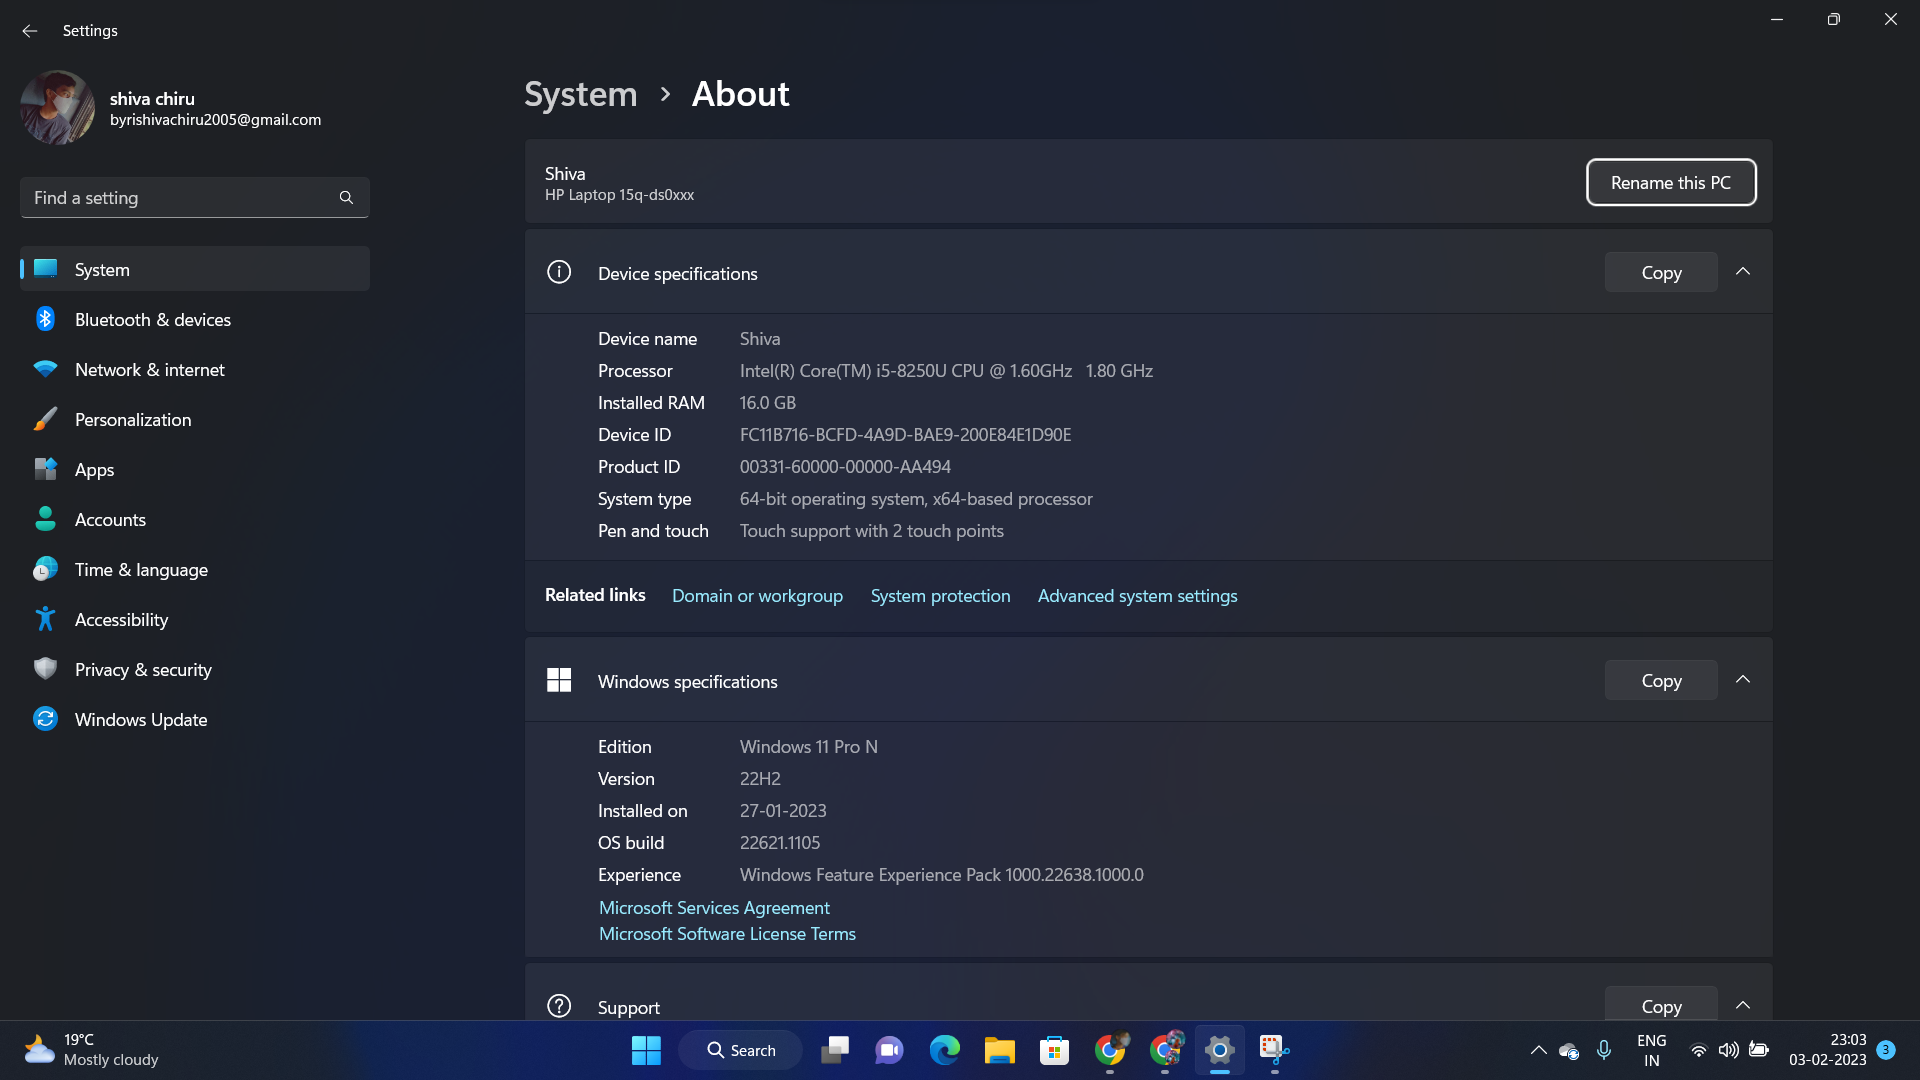 Settings
shiva chiru
byrishivachiru2005@gmail.com
Find a setting
System
Bluetooth & devices
Network & internet
Personalization
Apps
Accounts
Time & language
Accessibility
Privacy & security
Windows Update
System > About
Shiva
HP Laptop 15q-ds0xxx
Rename this PC
Device specifications
Copy
Device name Shiva
Processor Intel(R) Core(TM) i5-8250U CPU @ 1.60GHz 1.80 GHz
Installed RAM 16.0 GB
Device ID FC11B716-BCFD-4A9D-BAE9-200E84E1D90E
Product ID 00331-60000-00000-AA494
System type 64-bit operating system, x64-based processor
Pen and touch Touch support with 2 touch points
Related links Domain or workgroup System protection Advanced system settings
Windows specifications
Copy
Edition Windows 11 Pro N
Version 22H2
Installed on 27-01-2023
OS build 22621.1105
Experience Windows Feature Experience Pack 1000.22638.1000.0
Microsoft Services Agreement
Microsoft Software License Terms
Support
Copy
19°C
Mostly cloudy
Search
ENG
IN
23:03
03-02-2023
3